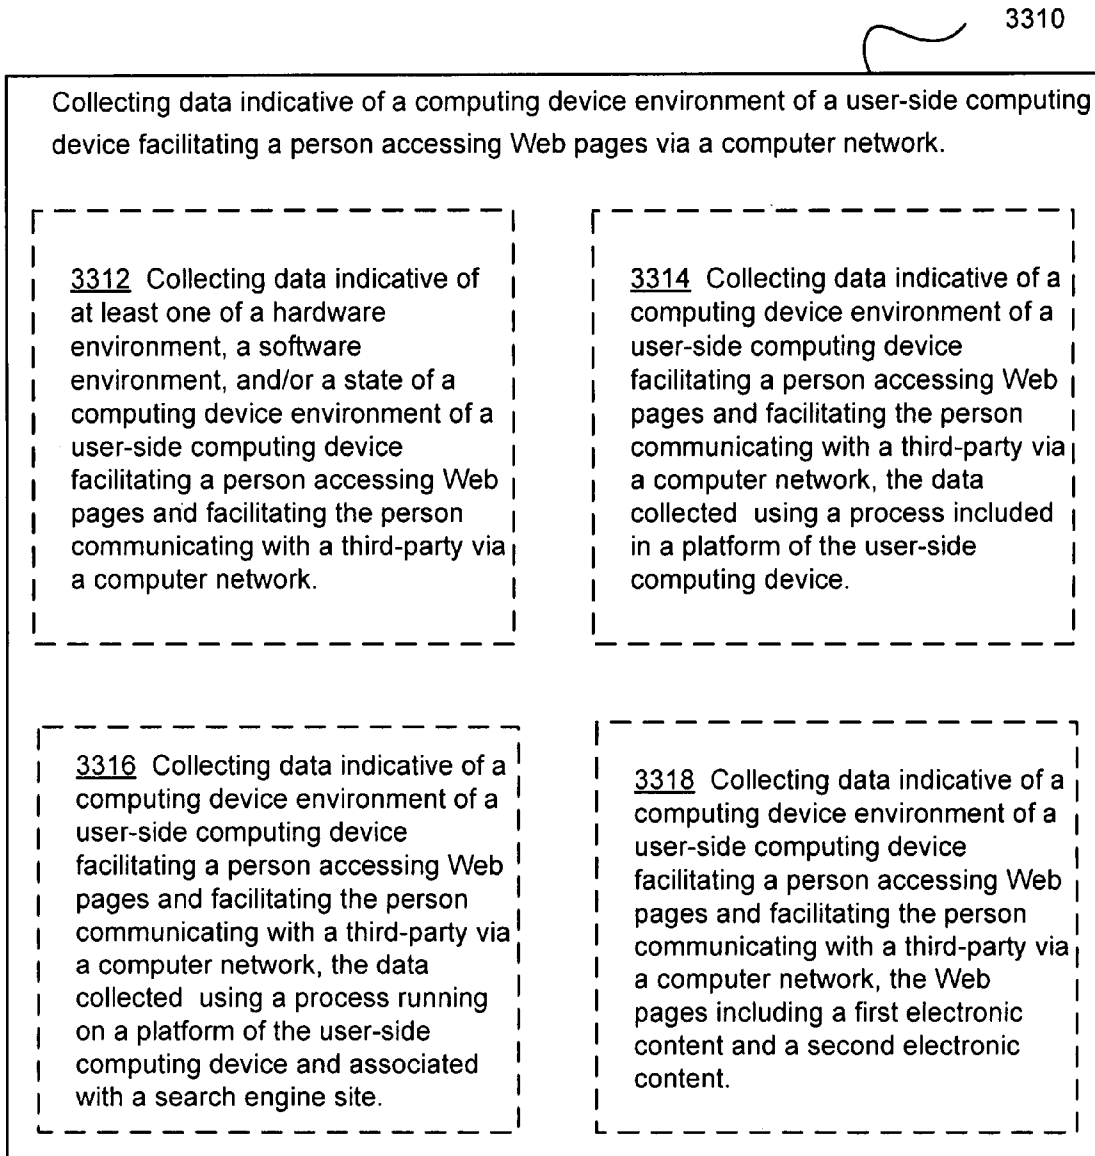 3310
Collecting data indicative of a computing device environment of a user-side computing
device facilitating a person accessing Web pages via a computer network.
3312 Collecting data indicative of
at least one of a hardware
environment, a software
environment, and/or a state of a
computing device environment of a
user-side computing device
facilitating a person accessing Web
pages and facilitating the person
communicating with a third-party via
a computer network.
3314 Collecting data indicative of a
computing device environment of a
user-side computing device
facilitating a person accessing Web
pages and facilitating the person
communicating with a third-party via
a computer network, the data
collected using a process included
in a platform of the user-side
computing device.
3316 Collecting data indicative of a
computing device environment of a
user-side computing device
facilitating a person accessing Web
pages and facilitating the person
communicating with a third-party via
a computer network, the data
collected using a process running
on a platform of the user-side
computing device and associated
with a search engine site.
3318 Collecting data indicative of a
computing device environment of a
user-side computing device
facilitating a person accessing Web
pages and facilitating the person
communicating with a third-party via
a computer network, the Web
pages including a first electronic
content and a second electronic
content.